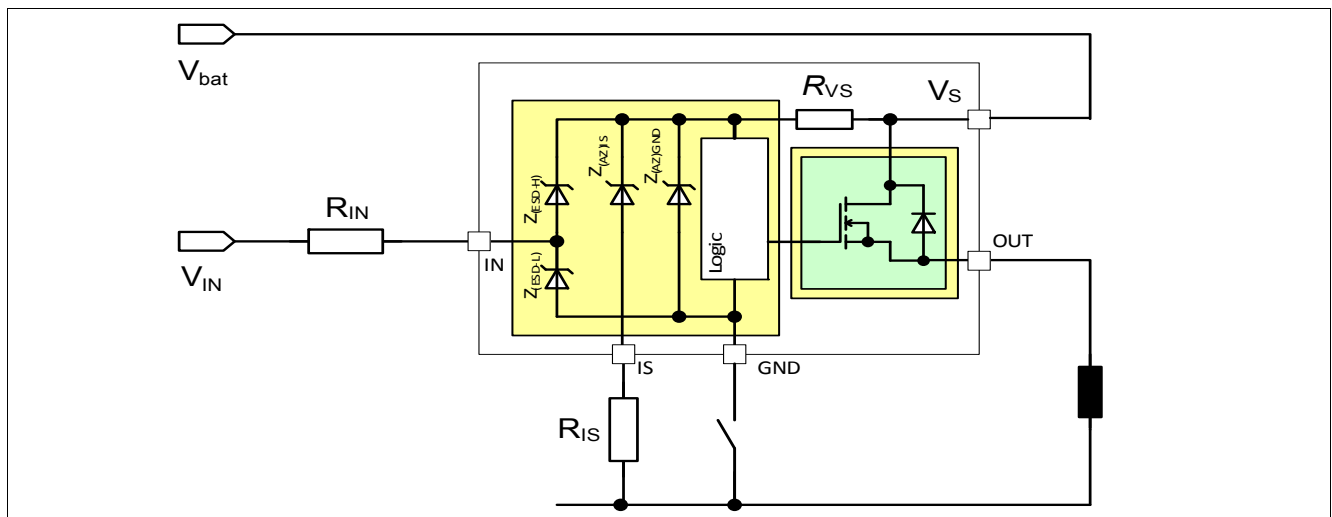 Vbat
RVS
VS
Z(AZ)IS
Z(AZ)GND
Z(ESD-H)
RIN
Logic
OUT
IN
VIN
Z(ESD-L)
IS
GND
RIS